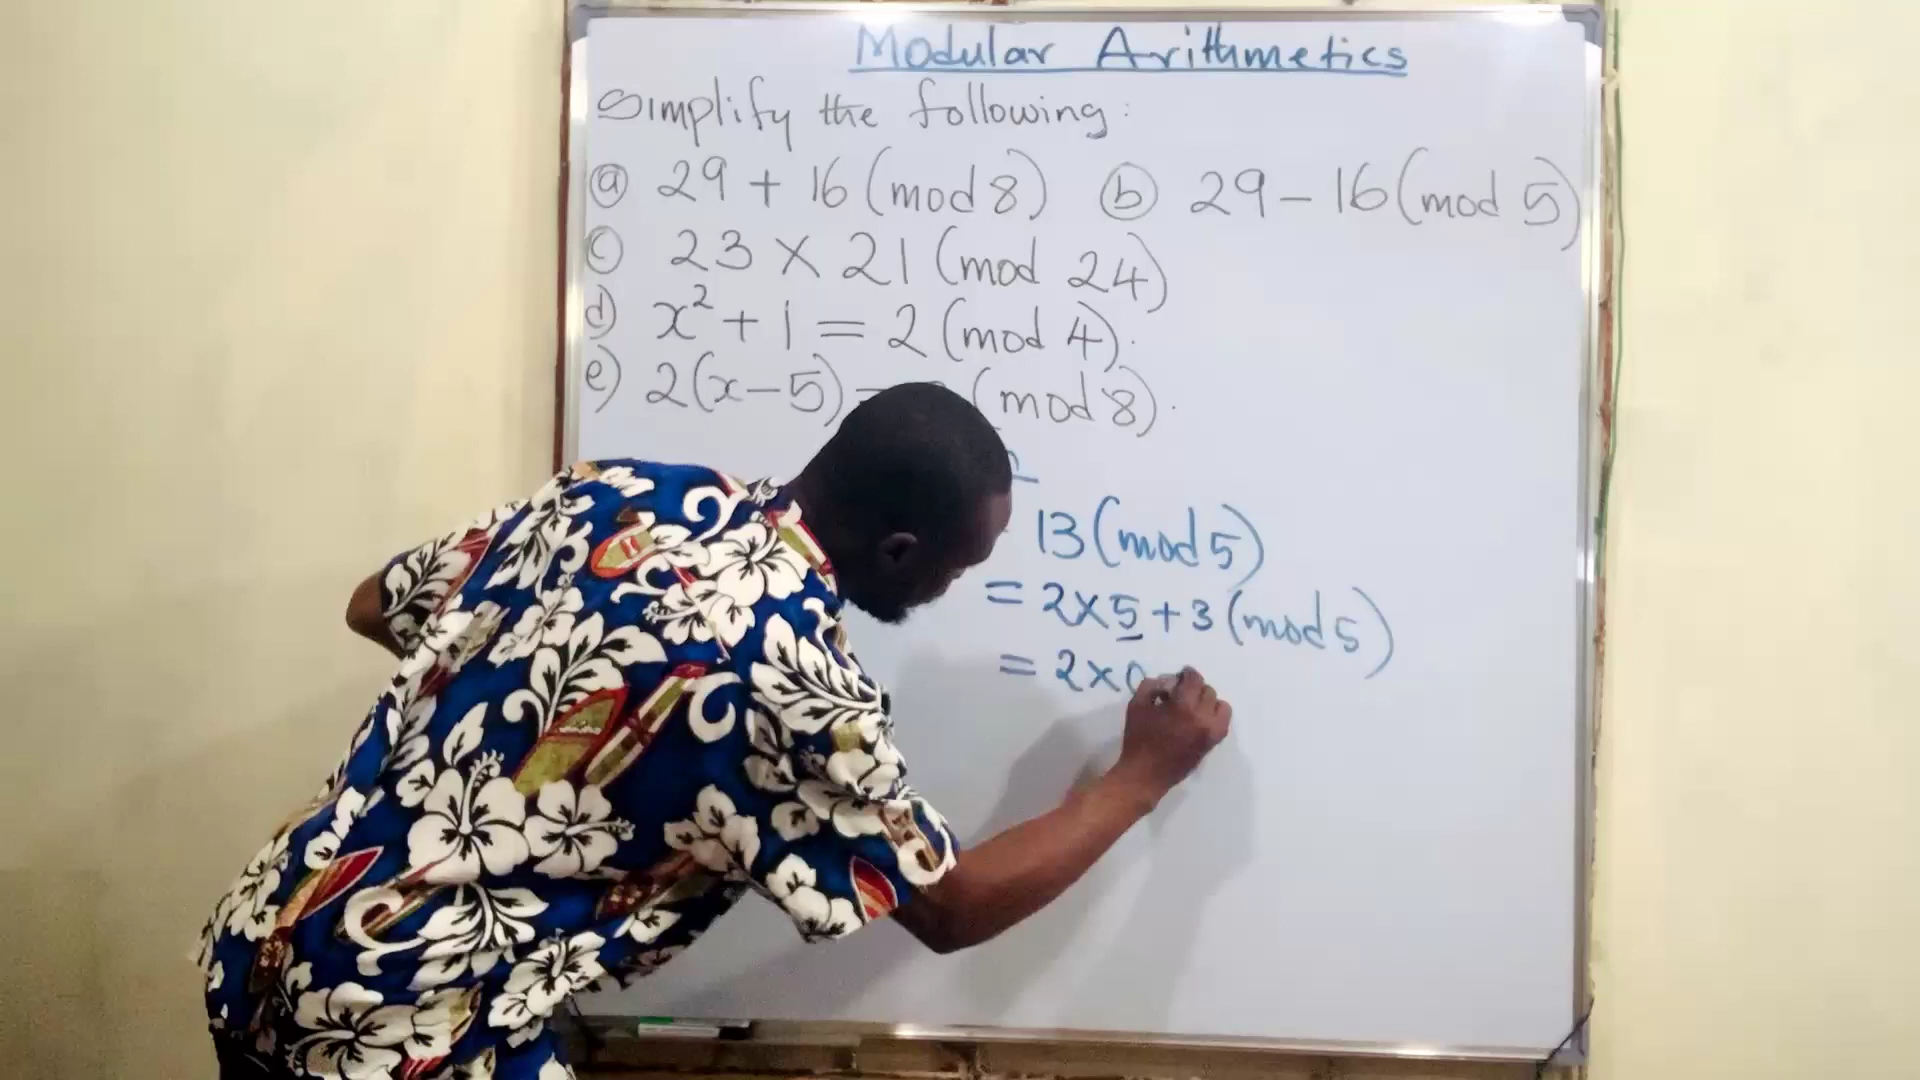 Modular Arithmetics
Simplify the following:
(a) 29 + 16 (mod 8) (b) 29 - 16 (mod 5)
(c) 23 × 21 (mod 24)
d) x² + 1 = 2 (mod 4).
e) 2(x-5) = (mod 8).
13 (mod 5)
= 2×5+3 (mod 5)
= 2×0